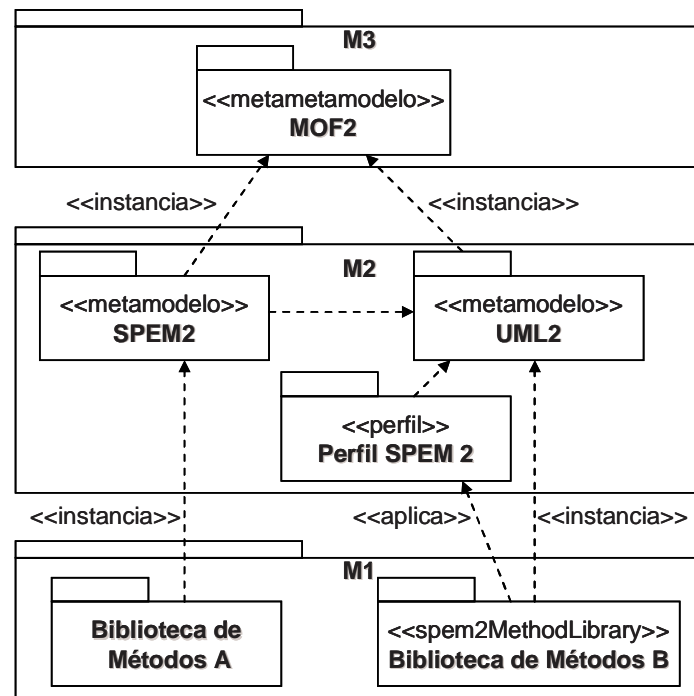 M3
<<metametamodelo>>
MOF2
<<instancia>>
<<instancia>>
M2
<<metamodelo>>
SPEM2
<<metamodelo>>
UML2
<<perfil>>
Perfil SPEM 2
<<instancia>>
<<aplica>>
<<instancia>>
M1
Biblioteca de
Métodos A
<<spem2MethodLibrary>>
Biblioteca de Métodos B